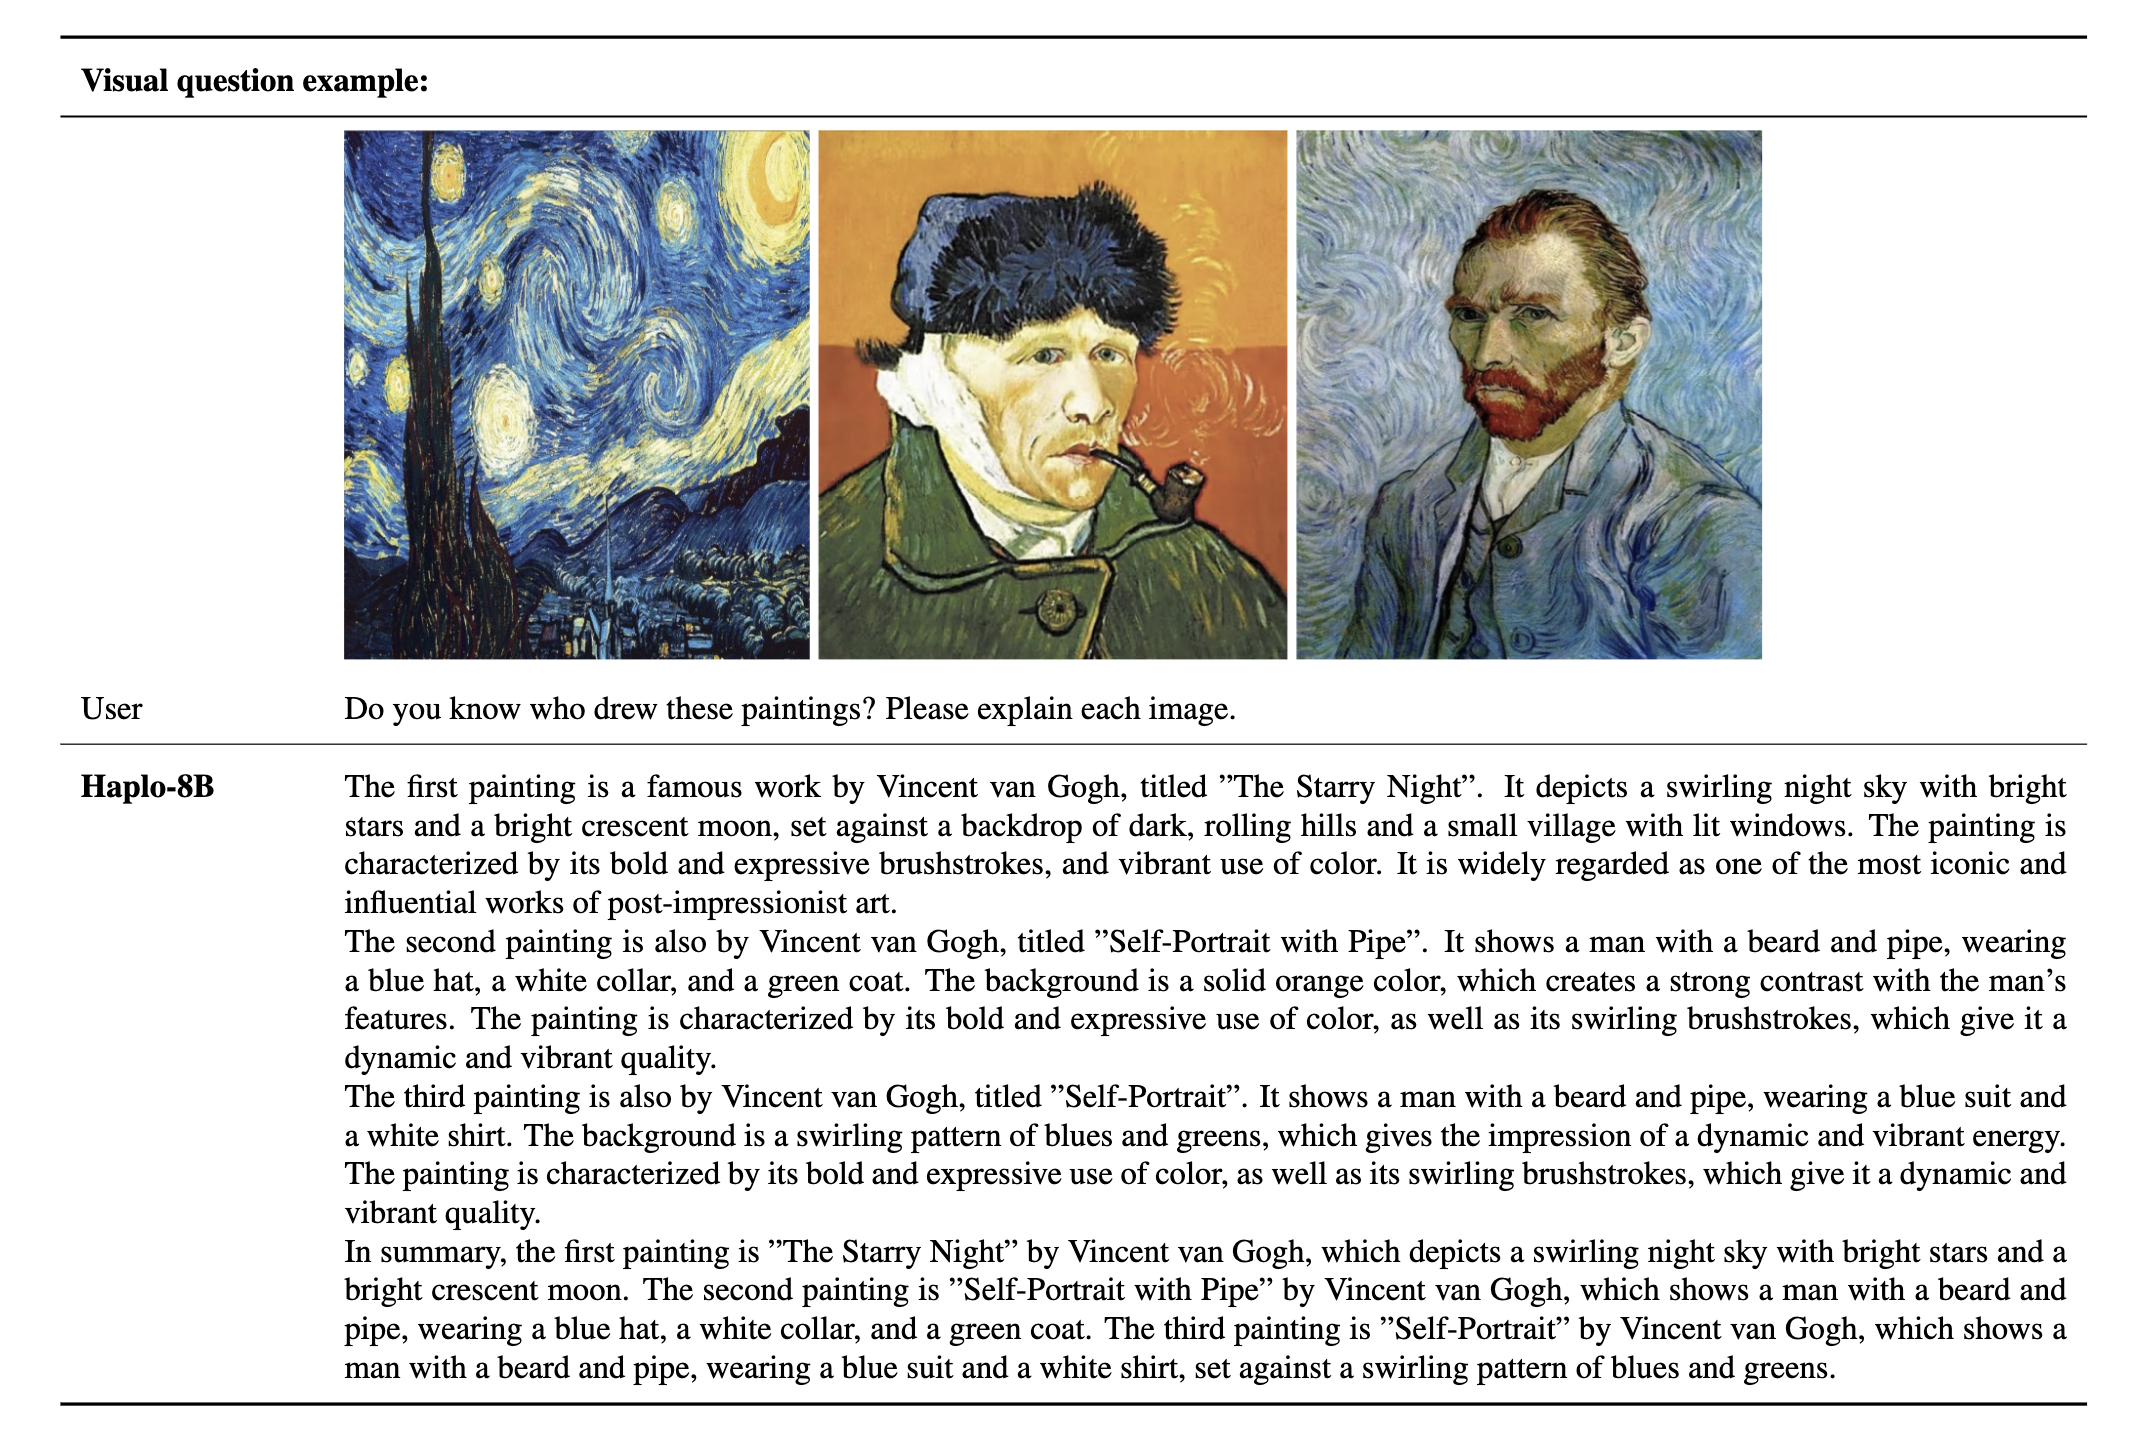 Visual question example:
User Do you know who drew these paintings? Please explain each image.
Haplo-8B The first painting is a famous work by Vincent van Gogh, titled ”The Starry Night”. It depicts a swirling night sky with bright
stars and a bright crescent moon, set against a backdrop of dark, rolling hills and a small village with lit windows. The painting is
characterized by its bold and expressive brushstrokes, and vibrant use of color. It is widely regarded as one of the most iconic and
influential works of post-impressionist art.
The second painting is also by Vincent van Gogh, titled ”Self-Portrait with Pipe”. It shows a man with a beard and pipe, wearing
a blue hat, a white collar, and a green coat. The background is a solid orange color, which creates a strong contrast with the man’s
features. The painting is characterized by its bold and expressive use of color, as well as its swirling brushstrokes, which give it a
dynamic and vibrant quality.
The third painting is also by Vincent van Gogh, titled ”Self-Portrait”. It shows a man with a beard and pipe, wearing a blue suit and
a white shirt. The background is a swirling pattern of blues and greens, which gives the impression of a dynamic and vibrant energy.
The painting is characterized by its bold and expressive use of color, as well as its swirling brushstrokes, which give it a dynamic and
vibrant quality.
In summary, the first painting is ”The Starry Night” by Vincent van Gogh, which depicts a swirling night sky with bright stars and a
bright crescent moon. The second painting is ”Self-Portrait with Pipe” by Vincent van Gogh, which shows a man with a beard and
pipe, wearing a blue hat, a white collar, and a green coat. The third painting is ”Self-Portrait” by Vincent van Gogh, which shows a
man with a beard and pipe, wearing a blue suit and a white shirt, set against a swirling pattern of blues and greens.